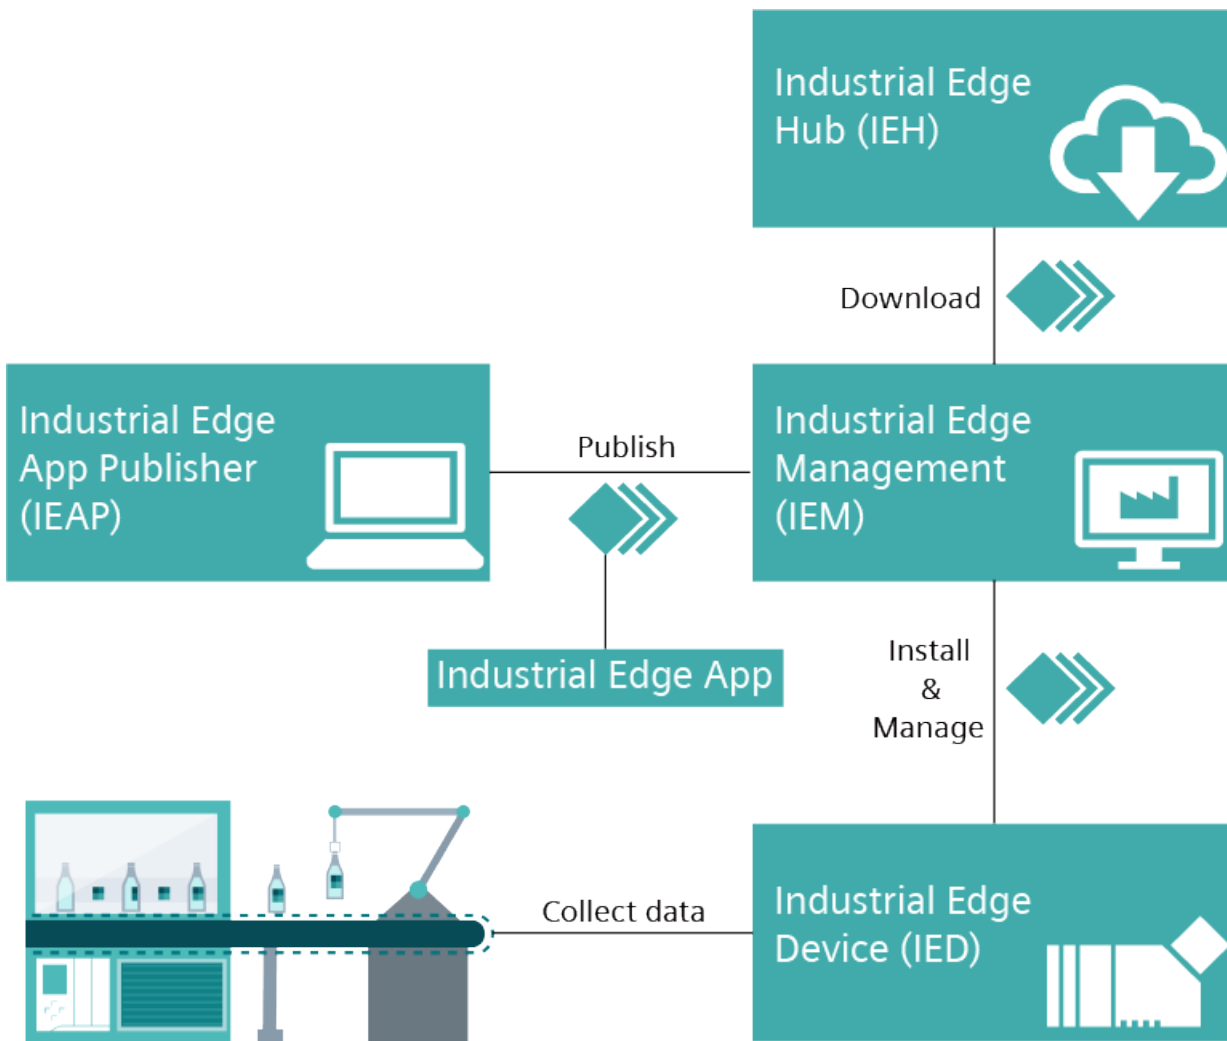 Industrial Edge
Hub (IEH)
Download
Industrial Edge
App Publisher
(IEAP)
Publish
Industrial Edge
Management
(IEM)
Industrial Edge App
Install
&
Manage
Collect data
Industrial Edge
Device (IED)